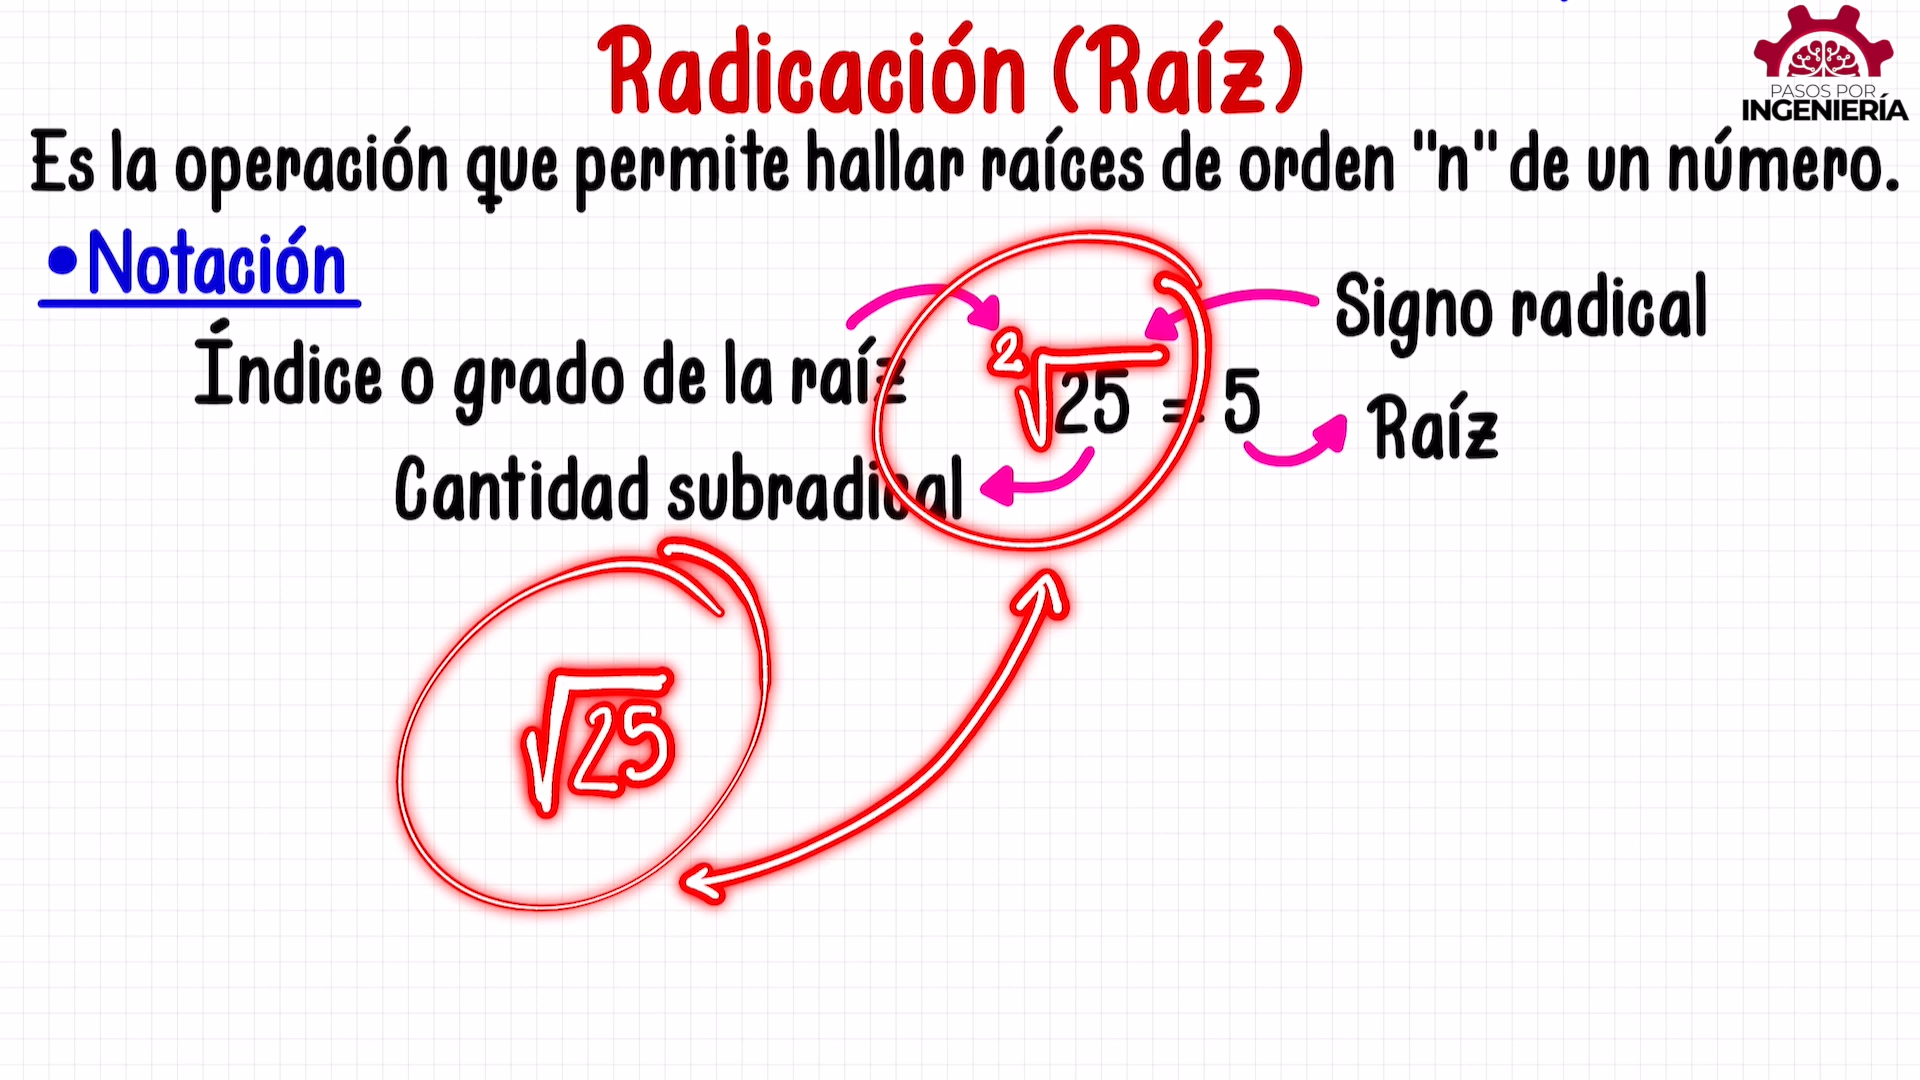 Radicación (Raíz)
PASOS POR
INGENIERÍA
Es la operación que permite hallar raíces de orden "n" de un número.
•Notación
Signo radical
Índice o grado de la raíz
²√25 = 5
Raíz
Cantidad subradical
√25